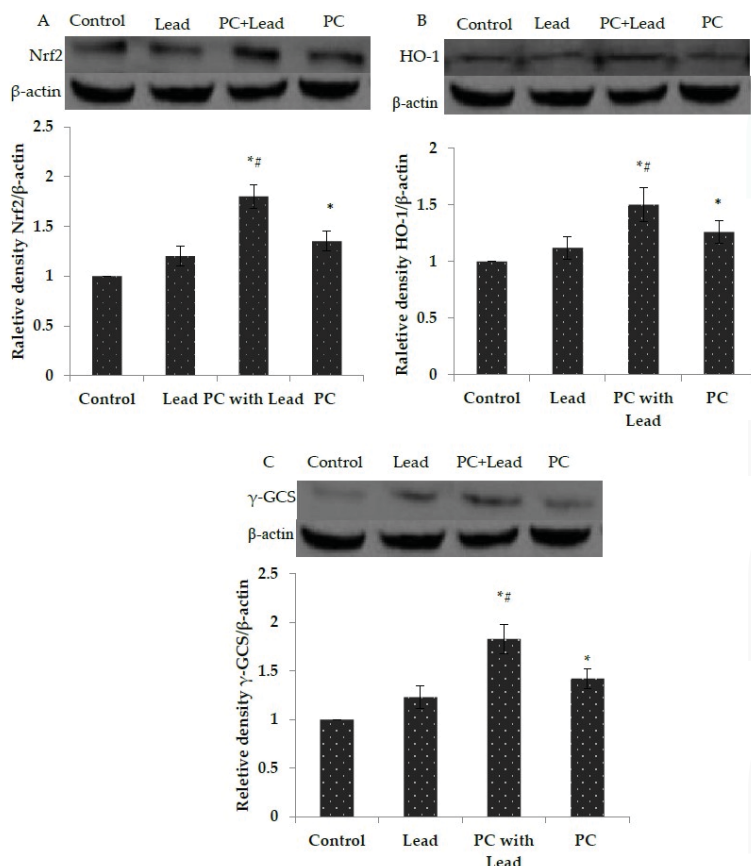 A Control Lead PC+Lead PC
Nrf2
β-actin
Raletive density Nrf2/β-actin
2.5
2
1.5
1
0.5
0
*#
*
Control Lead PC with Lead PC
B Control Lead PC+Lead PC
HO-1
β-actin
Raletive density HO-1/β-actin
2
1.5
1
0.5
0
*#
*
Control Lead PC with PC
Lead
C Control Lead PC+Lead PC
γ-GCS
β-actin
Reletive density γ-GCS/β-actin
2.5
2
1.5
1
0.5
0
*#
*
Control Lead PC with PC
Lead